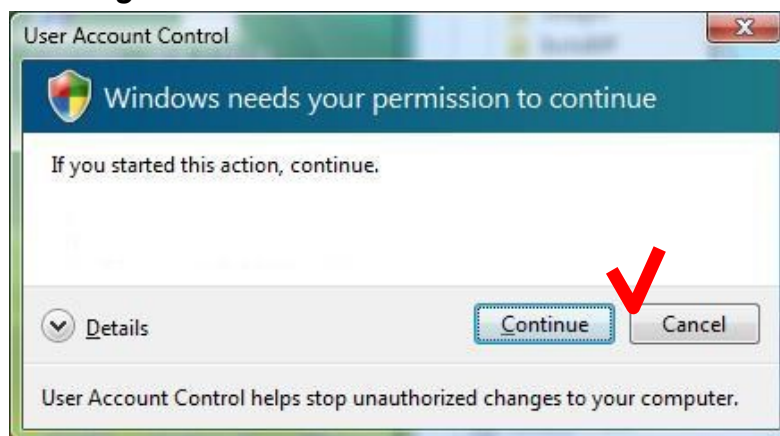 User Account Control
Windows needs your permission to continue
If you started this action, continue.
Details
Continue
Cancel
User Account Control helps stop unauthorized changes to your computer.